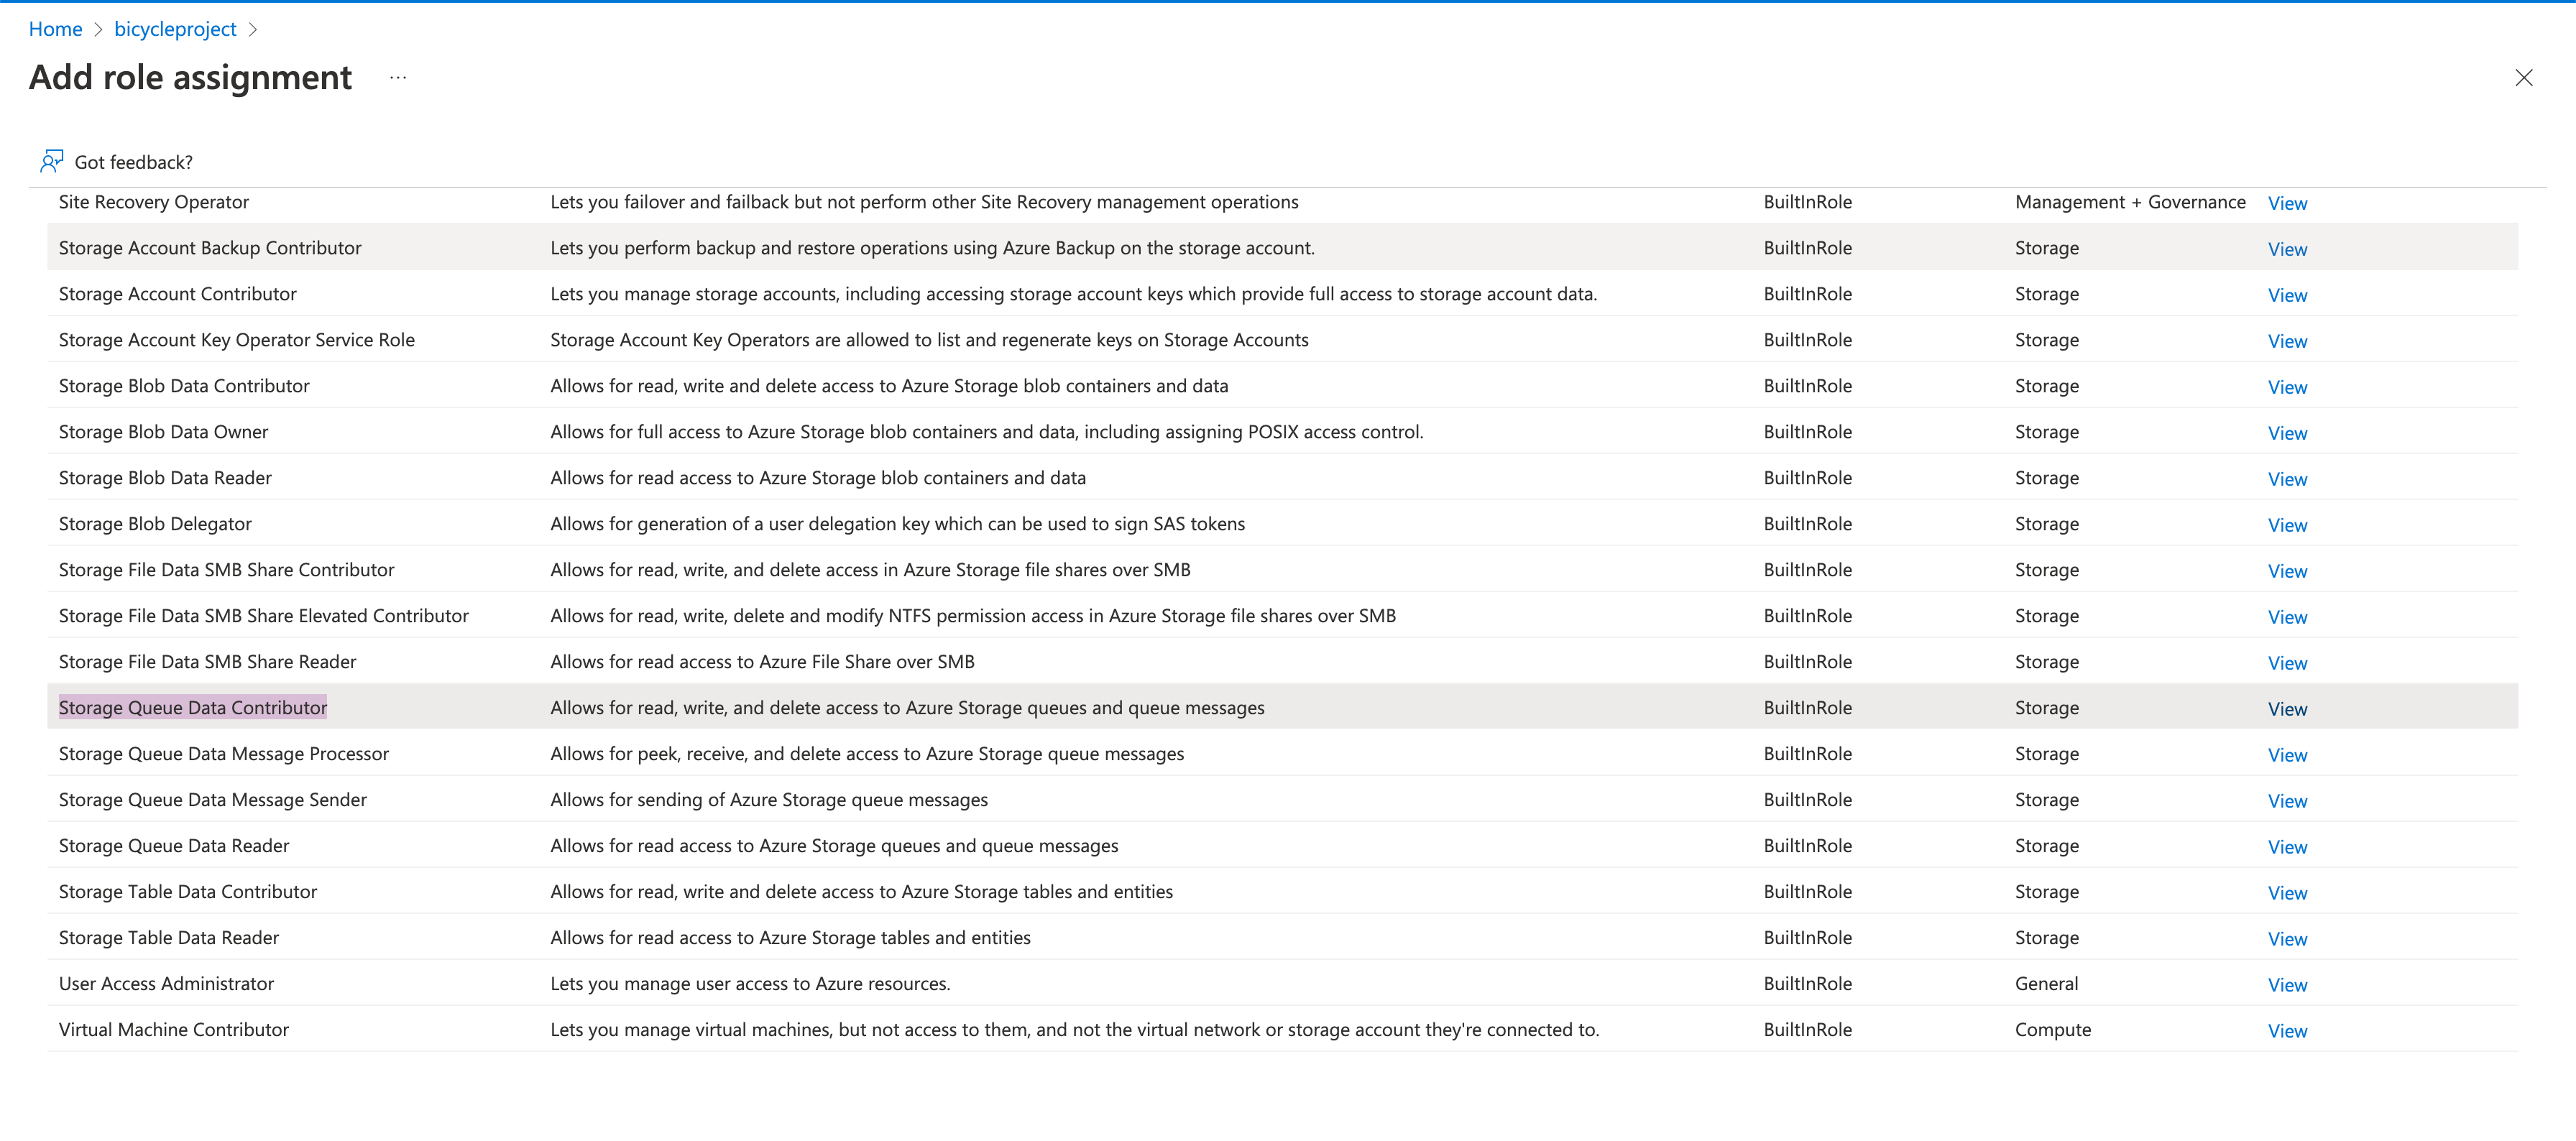 Home > bicycleproject >
Add role assignment ...
Got feedback?
Site Recovery Operator Lets you failover and failback but not perform other Site Recovery management operations BuiltInRole Management + Governance View
Storage Account Backup Contributor Lets you perform backup and restore operations using Azure Backup on the storage account. BuiltInRole Storage View
Storage Account Contributor Lets you manage storage accounts, including accessing storage account keys which provide full access to storage account data. BuiltInRole Storage View
Storage Account Key Operator Service Role Storage Account Key Operators are allowed to list and regenerate keys on Storage Accounts BuiltInRole Storage View
Storage Blob Data Contributor Allows for read, write and delete access to Azure Storage blob containers and data BuiltInRole Storage View
Storage Blob Data Owner Allows for full access to Azure Storage blob containers and data, including assigning POSIX access control. BuiltInRole Storage View
Storage Blob Data Reader Allows for read access to Azure Storage blob containers and data BuiltInRole Storage View
Storage Blob Delegator Allows for generation of a user delegation key which can be used to sign SAS tokens BuiltInRole Storage View
Storage File Data SMB Share Contributor Allows for read, write, and delete access in Azure Storage file shares over SMB BuiltInRole Storage View
Storage File Data SMB Share Elevated Contributor Allows for read, write, delete and modify NTFS permission access in Azure Storage file shares over SMB BuiltInRole Storage View
Storage File Data SMB Share Reader Allows for read access to Azure File Share over SMB BuiltInRole Storage View
Storage Queue Data Contributor Allows for read, write, and delete access to Azure Storage queues and queue messages BuiltInRole Storage View
Storage Queue Data Message Processor Allows for peek, receive, and delete access to Azure Storage queue messages BuiltInRole Storage View
Storage Queue Data Message Sender Allows for sending of Azure Storage queue messages BuiltInRole Storage View
Storage Queue Data Reader Allows for read access to Azure Storage queues and queue messages BuiltInRole Storage View
Storage Table Data Contributor Allows for read, write and delete access to Azure Storage tables and entities BuiltInRole Storage View
Storage Table Data Reader Allows for read access to Azure Storage tables and entities BuiltInRole Storage View
User Access Administrator Lets you manage user access to Azure resources. BuiltInRole General View
Virtual Machine Contributor Lets you manage virtual machines, but not access to them, and not the virtual network or storage account they're connected to. BuiltInRole Compute View